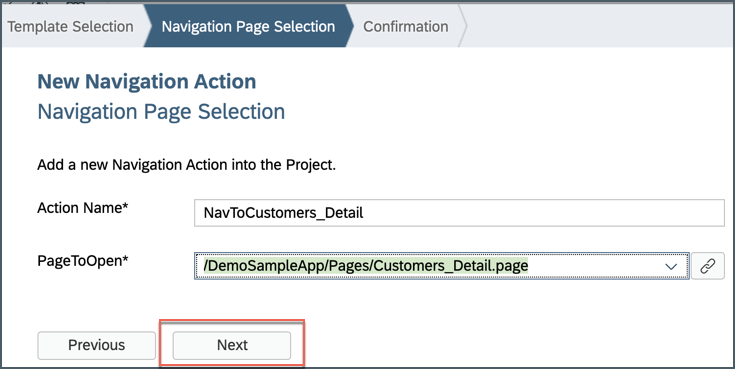 Template Selection Navigation Page Selection Confirmation
New Navigation Action
Navigation Page Selection
Add a new Navigation Action into the Project.
Action Name* NavToCustomers_Detail
PageToOpen* /DemoSampleApp/Pages/Customers_Detail.page
Previous Next